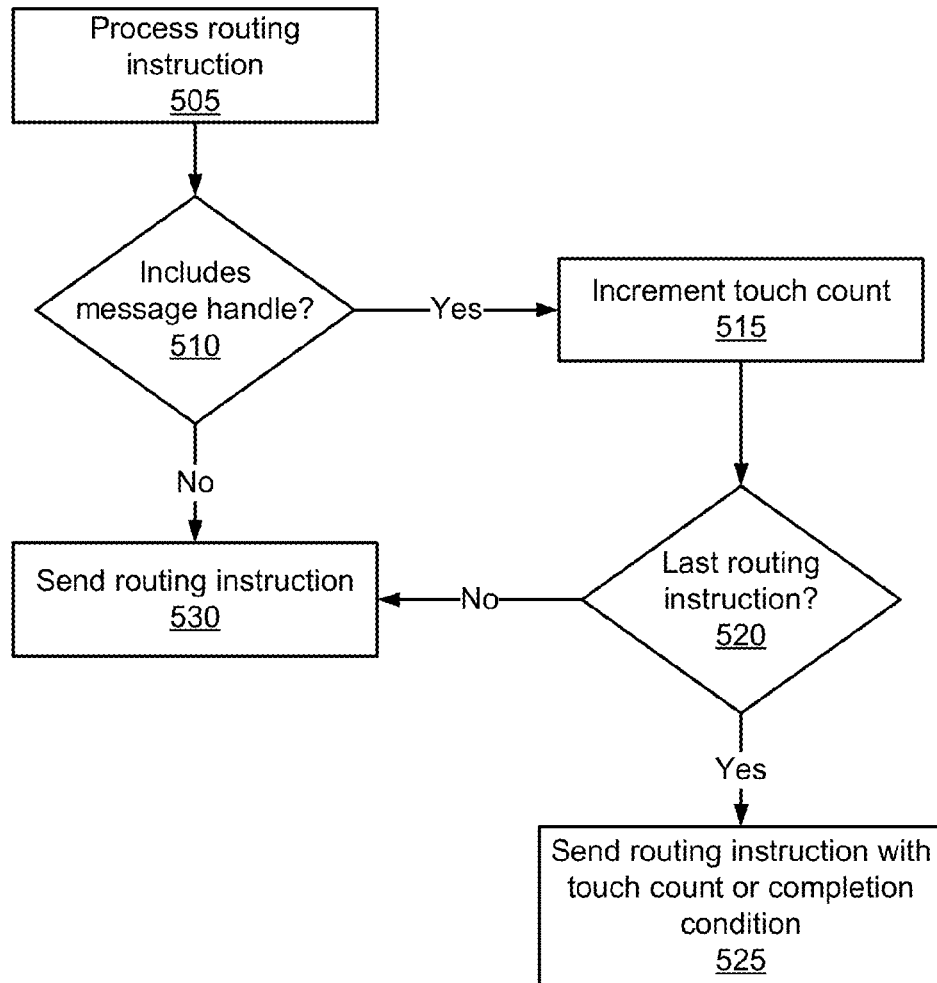 Process routing
instruction
505
Includes
message handle?
510
Yes
Increment touch count
515
No
Send routing instruction
530
No
Last routing
instruction?
520
Yes
Send routing instruction with
touch count or completion
condition
525